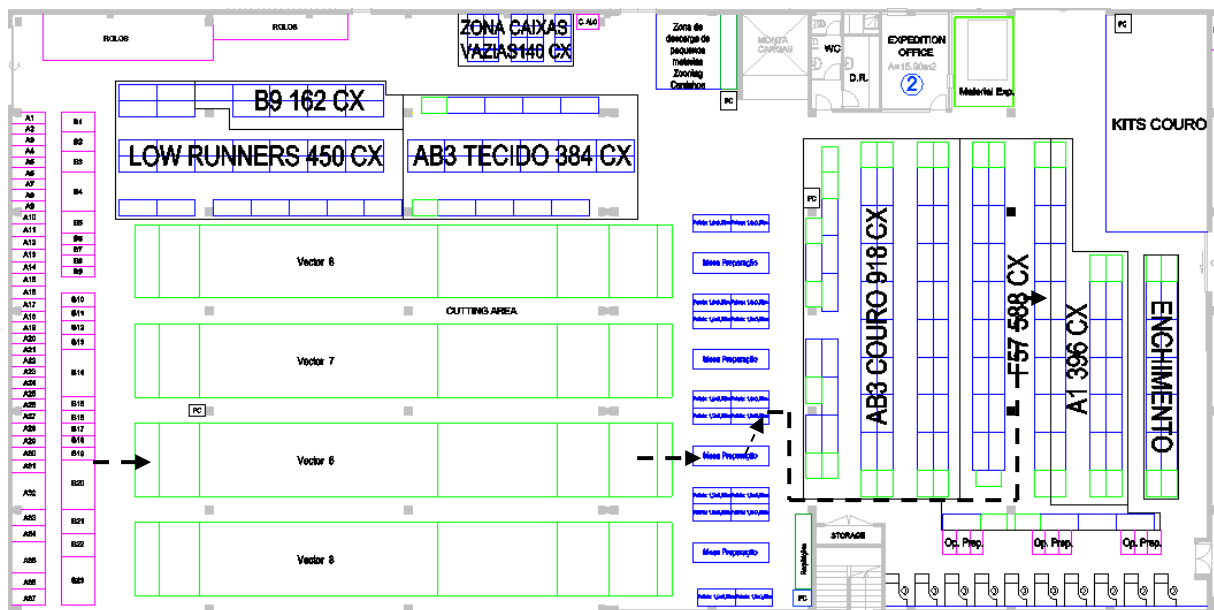 ROLOS
ROLOS
ZONA CAIXAS
VAZIAS140 CX
C. ALO
Zona de
descarga de
pequenos
materias
Zooning
Caminhos
MONTA
CARGAS
WC
D.R.
EXPEDITION
OFFICE
A=15.90m2
2
Material Exp.
PC
PC
KITS COURO
B9 162 CX
LOW RUNNERS 450 CX
AB3 TECIDO 384 CX
A1
A2
A3
A4
A5
A6
A7
A8
A9
A10
A11
A12
A13
A14
A15
A16
A17
A18
A19
A20
A21
A22
A23
A24
A25
A26
A27
A28
A29
A30
A31
A32
A33
A34
A35
A36
A37
B1
B2
B3
B4
B5
B6
B7
B8
B9
B10
B11
B12
B13
B14
B15
B16
B17
B18
B19
B20
B21
B22
B23
Vector 6
CUTTING AREA
Vector 7
PC
Vector 6
Vector 8
Mesa Preparação
Mesa Preparação
Mesa Preparação
Mesa Preparação
PC
AB3 COURO 918 CX
F57 588 CX
A1 396 CX
ENCHIMENTO
Op. Prep.
Op. Prep.
Op. Prep.
STORAGE
Requisições
PC